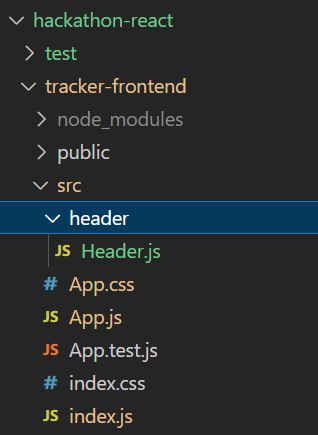 hackathon-react
test
tracker-frontend
node_modules
public
src
header
JS Header.js
# App.css
JS App.js
JS App.test.js
# index.css
JS index.js